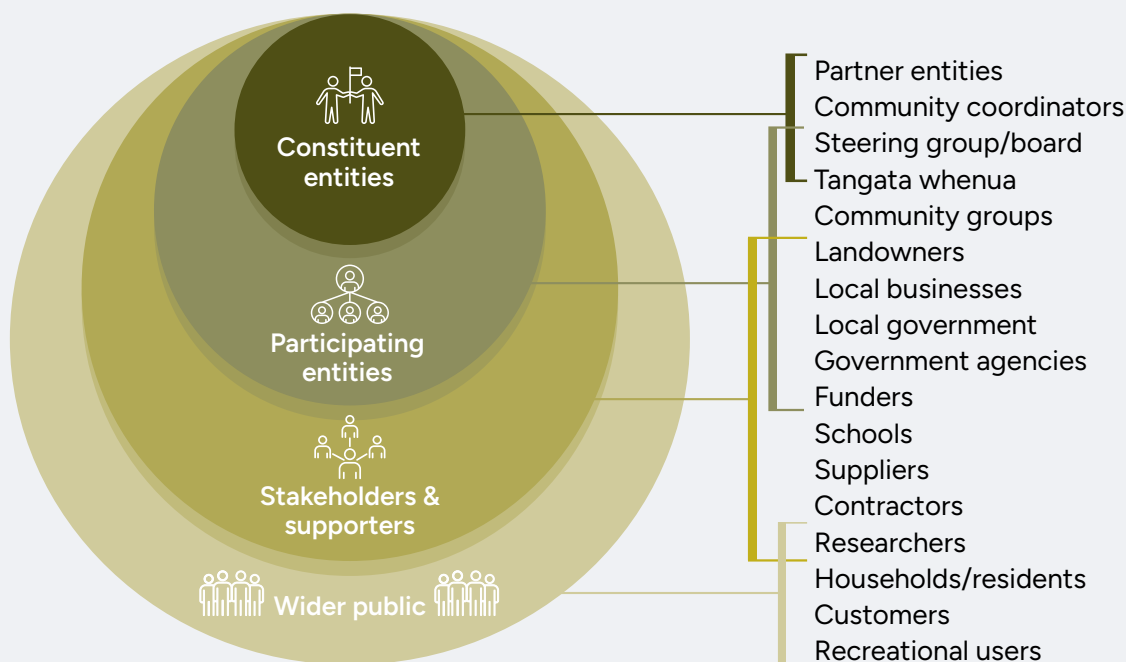 Constituent
entities
Participating
entities
Stakeholders &
supporters
Wider public
Partner entities
Community coordinators
Steering group/board
Tangata whenua
Community groups
Landowners
Local businesses
Local government
Government agencies
Funders
Schools
Suppliers
Contractors
Researchers
Households/residents
Customers
Recreational users